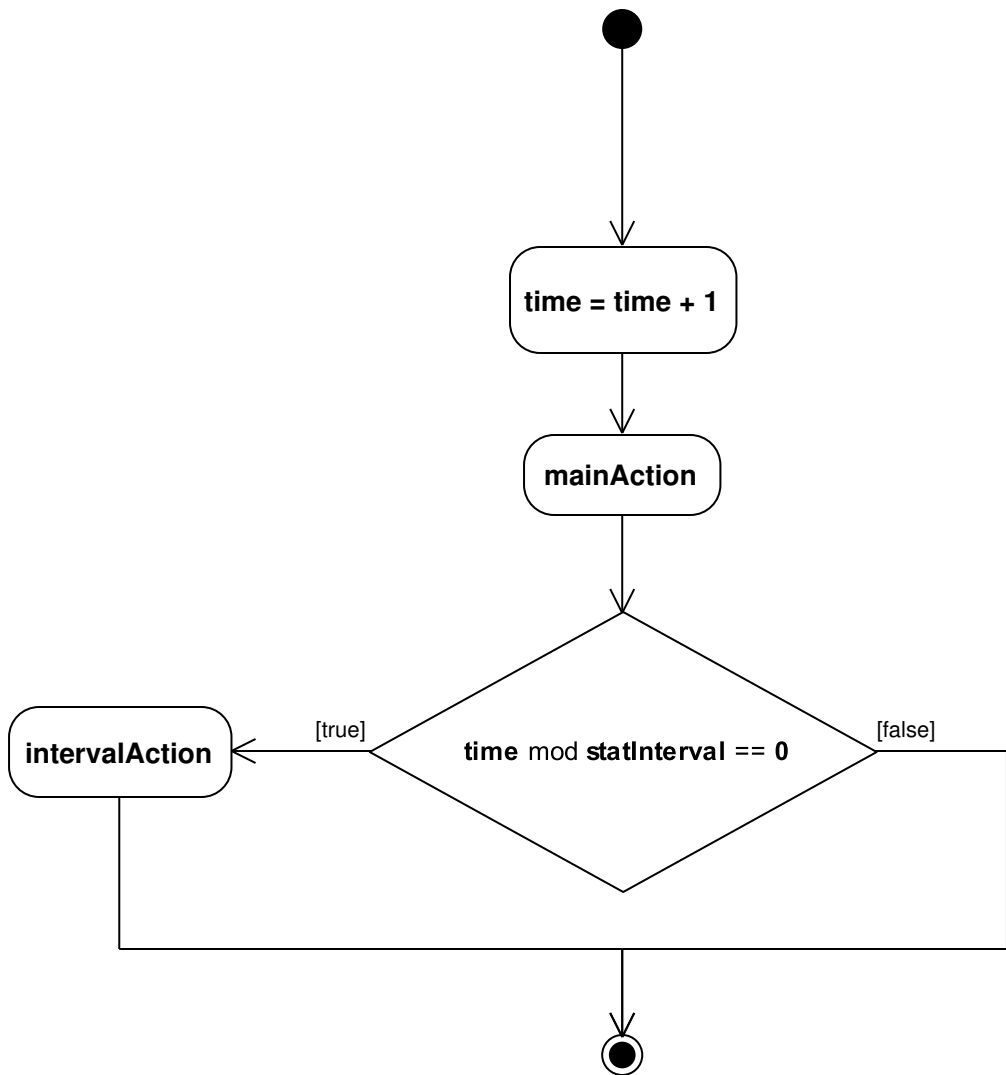 time = time + 1
mainAction
[true]
[false]
intervalAction
time mod statInterval == 0